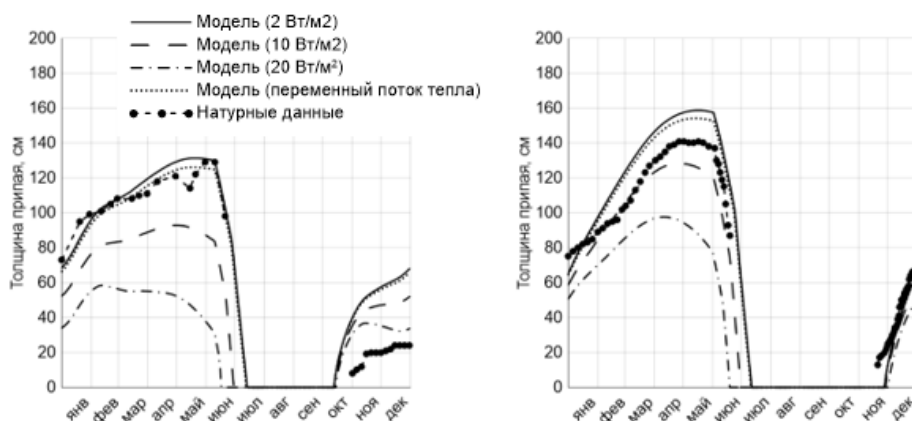 Модель (2 Вт/м2)
Модель (10 Вт/м2)
Модель (20 Вт/м²)
Модель (переменный поток тепла)
Натурные данные
Толщина припая, см
200
180
160
140
120
100
80
60
40
20
0
янв
фев
мар
апр
май
июн
июл
авг
сен
окт
ноя
дек
Толщина припая, см
200
180
160
140
120
100
80
60
40
20
0
янв
фев
мар
апр
май
июн
июл
авг
сен
окт
ноя
дек